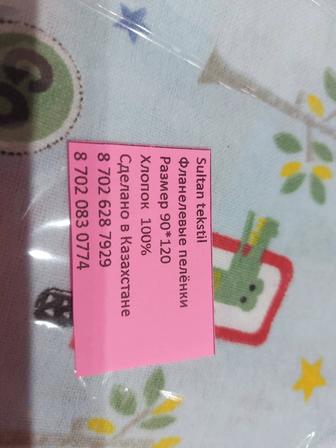 Sultan tekstil
Фланелевые пелёнки
Размер 90*120
Хлопок 100%
Сделано в Казахстане
8 702 628 7929
8 702 083 0774